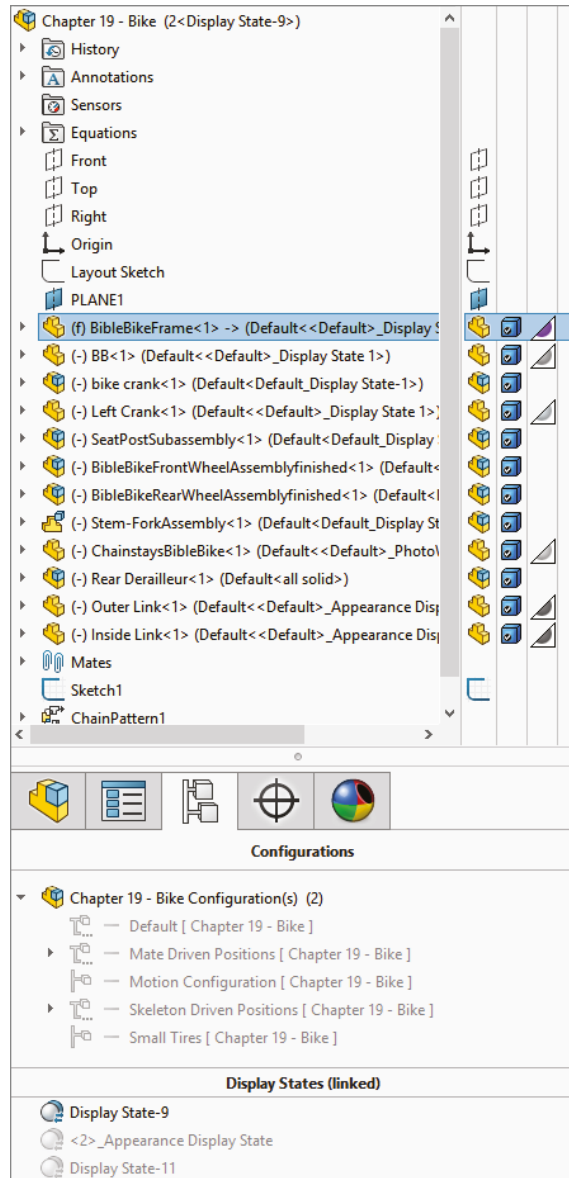 Chapter 19 - Bike (2<Display State-9>)
History
Annotations
Sensors
Equations
Front
Top
Right
Origin
Layout Sketch
PLANE1
(f) BibleBikeFrame<1> -> (Default<<Default>_Display S
(-) BB<1> (Default<<Default>_Display State 1>)
(-) bike crank<1> (Default<Default_Display State-1>)
(-) Left Crank<1> (Default<<Default>_Display State 1>)
(-) SeatPostSubassembly<1> (Default<Default_Display
(-) BibleBikeFrontWheelAssemblyfinished<1> (Default<
(-) BibleBikeRearWheelAssemblyfinished<1> (Default<
(-) Stem-ForkAssembly<1> (Default<Default_Display St
(-) ChainstaysBibleBike<1> (Default<<Default>_PhotoW
(-) Rear Derailleur<1> (Default<all solid>)
(-) Outer Link<1> (Default<<Default>_Appearance Disp
(-) Inside Link<1> (Default<<Default>_Appearance Disp
Mates
Sketch1
ChainPattern1
Configurations
Chapter 19 - Bike Configuration(s) (2)
Default [ Chapter 19 - Bike ]
Mate Driven Positions [ Chapter 19 - Bike ]
Motion Configuration [ Chapter 19 - Bike ]
Skeleton Driven Positions [ Chapter 19 - Bike ]
Small Tires [ Chapter 19 - Bike ]
Display States (linked)
Display State-9
<2>_Appearance Display State
Display State-11